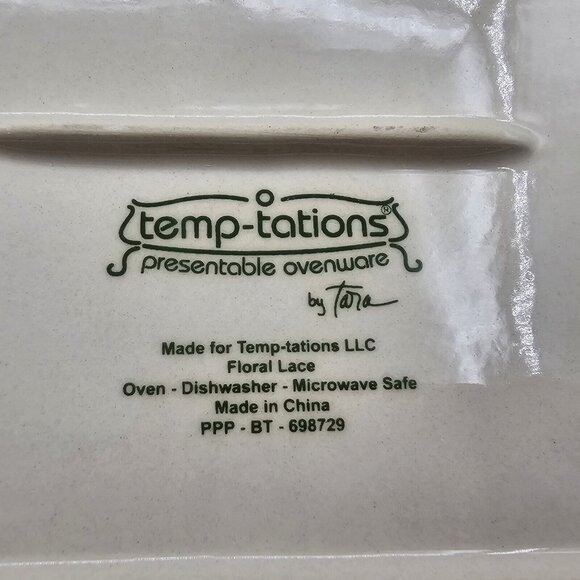 temp-tations®
presentable ovenware
by Tara
Made for Temp-tations LLC
Floral Lace
Oven - Dishwasher - Microwave Safe
Made in China
PPP - BT - 698729